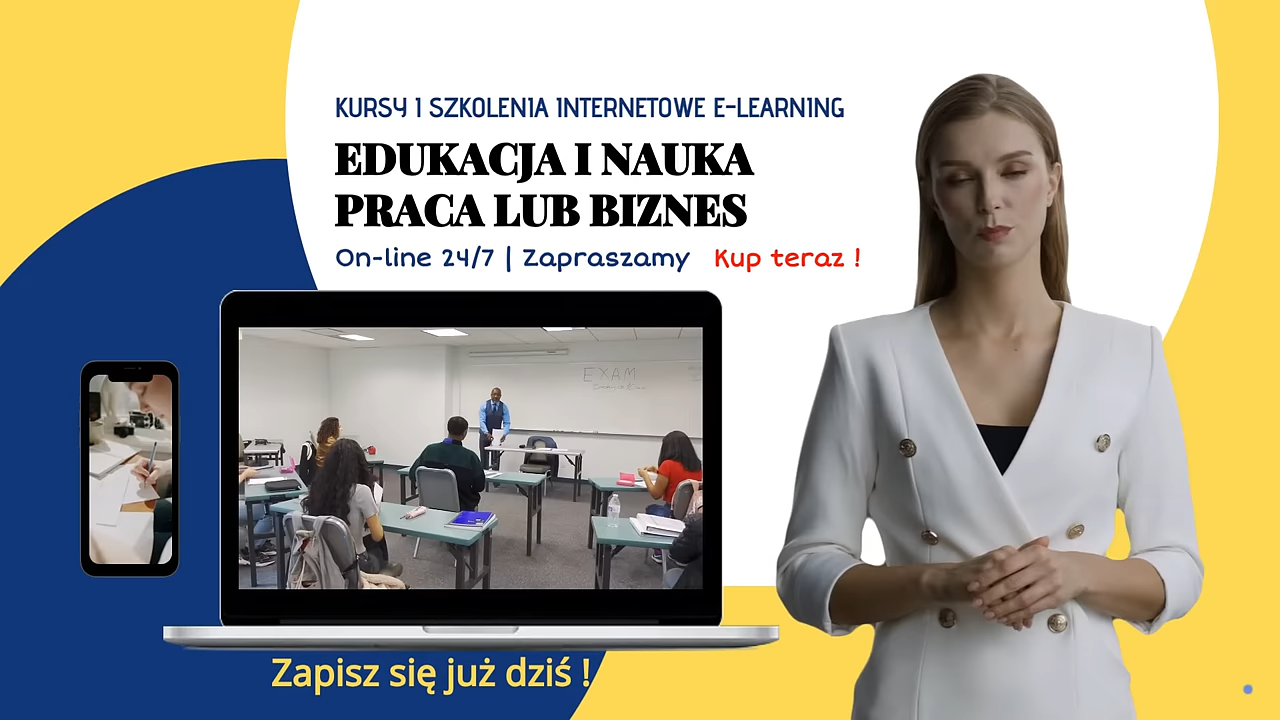 KURSY I SZKOLENIA INTERNETOWE E-LEARNING
EDUKACJA I NAUKA
PRACA LUB BIZNES
On-line 24/7 | Zapraszamy Kup teraz !
EXAM
Zapisz się już dziś !